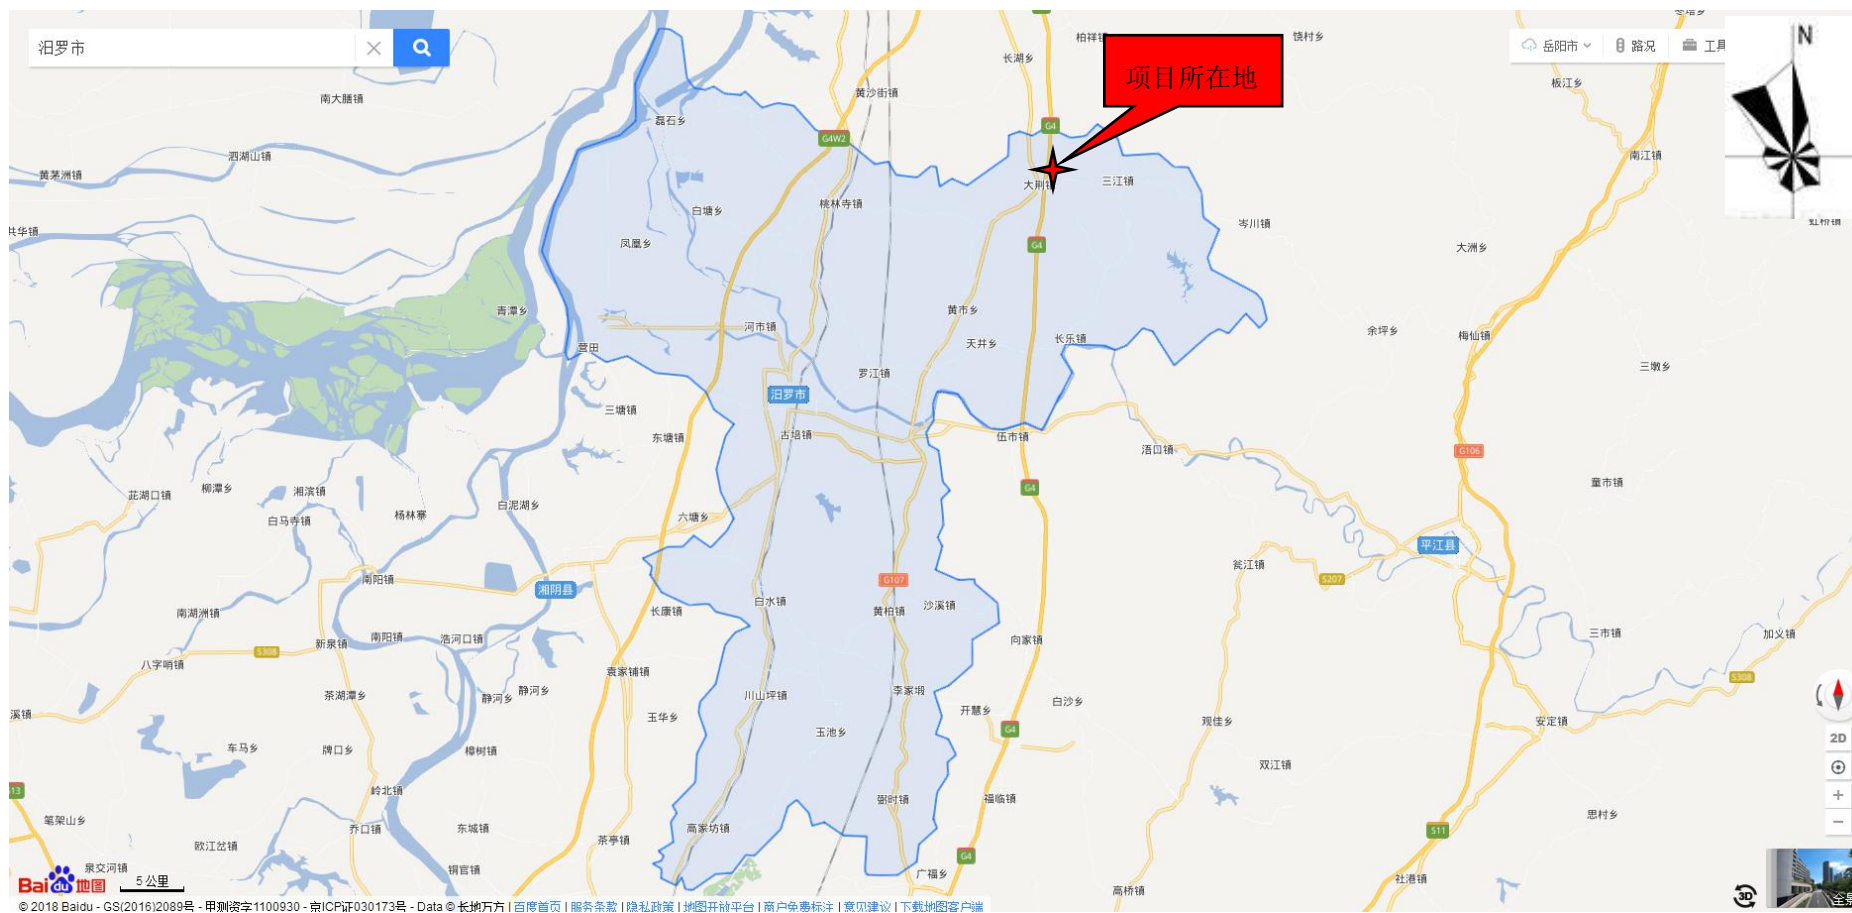 汨罗市
岳阳市
路况
工具
N
项目所在地
柏祥镇
饶村乡
长湖乡
板江乡
南大膳镇
黄沙街镇
磊石乡
G4W2
G4
泗湖山镇
南江镇
黄茅洲镇
大荆镇
三江镇
桃林寺镇
白塘乡
共华镇
凤凰乡
岑川镇
虹桥镇
G4
大洲乡
青潭乡
黄市乡
河市镇
余坪乡
梅仙镇
营田
天井乡
长乐镇
三墩乡
罗江镇
汨罗市
三塘镇
东塘镇
古培镇
伍市镇
浯口镇
G106
柳潭乡
湘滨镇
茈湖口镇
G4
童市镇
白泥湖乡
杨林寨
白马寺镇
六塘乡
平江县
瓮江镇
南阳镇
G107
S207
湘阴县
白水镇
沙溪镇
南湖洲镇
长康镇
黄柏镇
三市镇
加义镇
新泉镇
南阳镇
浩河口镇
向家镇
S308
八字哨镇
袁家铺镇
S308
茶湖潭乡
静河乡
静河乡
川山坪镇
李家塅
白沙乡
溪镇
玉华乡
开慧乡
观佳乡
安定镇
G4
玉池乡
车马乡
牌口乡
樟树镇
2D
双江镇
13
岭北镇
弼时镇
福临镇
笔架山乡
乔口镇
东城镇
高家坊镇
思村乡
S11
欧江岔镇
茶亭镇
G4
泉交河镇
铜官镇
广福乡
社港镇
高桥镇
Bai du 地图
5 公里
3D
全景
© 2018 Baidu - GS(2016)2089号 - 甲测资字1100930 - 京ICP证030173号 - Data © 长地万方 | 百度首页 | 服务条款 | 隐私政策 | 地图开放平台 | 商户免费标注 | 意见建议 | 下载地图客户端